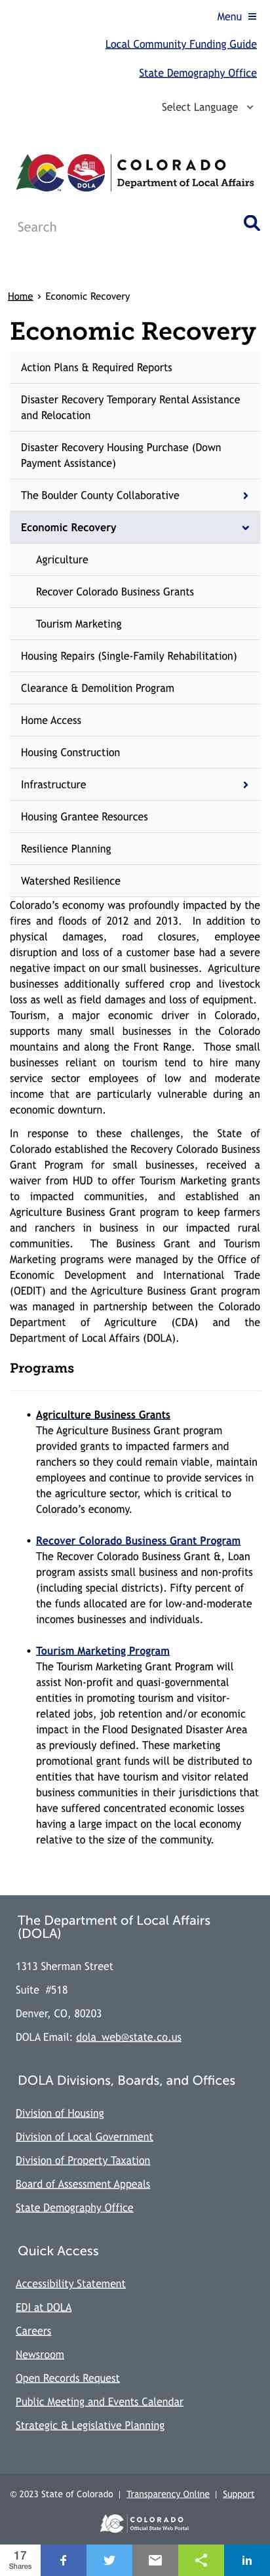 Menu
Local Community Funding Guide
State Demography Office
Select Language
DOLA
COLORADO
Department of Local Affairs
Search
Home > Economic Recovery
Economic Recovery
Action Plans & Required Reports
Disaster Recovery Temporary Rental Assistance
and Relocation
Disaster Recovery Housing Purchase (Down
Payment Assistance)
The Boulder County Collaborative
Economic Recovery
Agriculture
Recover Colorado Business Grants
Tourism Marketing
Housing Repairs (Single-Family Rehabilitation)
Clearance & Demolition Program
Home Access
Housing Construction
Infrastructure
Housing Grantee Resources
Resilience Planning
Watershed Resilience
Colorado's economy was profoundly impacted by the
fires and floods of 2012 and 2013. In addition to
physical damages, road closures, employee
disruption and loss of a customer base had a severe
negative impact on our small businesses. Agriculture
businesses additionally suffered crop and livestock
loss as well as field damages and loss of equipment.
Tourism, a major economic driver in Colorado,
supports many small businesses in the Colorado
mountains and along the Front Range. Those small
businesses reliant on tourism tend to hire many
service sector employees of low and moderate
income that are particularly vulnerable during an
economic downturn.
In response to these challenges, the State of
Colorado established the Recovery Colorado Business
Grant Program for small businesses, received a
waiver from HUD to offer Tourism Marketing grants
to impacted communities, and established an
Agriculture Business Grant program to keep farmers
and ranchers in business in our impacted rural
communities. The Business Grant and Tourism
Marketing programs were managed by the Office of
Economic Development and International Trade
(OEDIT) and the Agriculture Business Grant program
was managed in partnership between the Colorado
Department of Agriculture (CDA) and the
Department of Local Affairs (DOLA).
Programs
• Agriculture Business Grants
The Agriculture Business Grant program
provided grants to impacted farmers and
ranchers so they could remain viable, maintain
employees and continue to provide services in
the agriculture sector, which is critical to
Colorado's economy.
• Recover Colorado Business Grant Program
The Recover Colorado Business Grant &, Loan
program assists small business and non-profits
(including special districts). Fifty percent of
the funds allocated are for low-and-moderate
incomes businesses and individuals.
• Tourism Marketing Program
The Tourism Marketing Grant Program will
assist Non-profit and quasi-governmental
entities in promoting tourism and visitor-
related jobs, job retention and/or economic
impact in the Flood Designated Disaster Area
as previously defined. These marketing
promotional grant funds will be distributed to
entities that have tourism and visitor related
business communities in their jurisdictions that
have suffered concentrated economic losses
having a large impact on the local economy
relative to the size of the community.
The Department of Local Affairs
(DOLA)
1313 Sherman Street
Suite #518
Denver, CO, 80203
DOLA Email: dola_web@state.co.us
DOLA Divisions, Boards, and Offices
Division of Housing
Division of Local Government
Division of Property Taxation
Board of Assessment Appeals
State Demography Office
Quick Access
Accessibility Statement
EDI at DOLA
Careers
Newsroom
Open Records Request
Public Meeting and Events Calendar
Strategic & Legislative Planning
© 2023 State of Colorado | Transparency Online | Support
COLORADO
Official State Web Portal
17
Shares